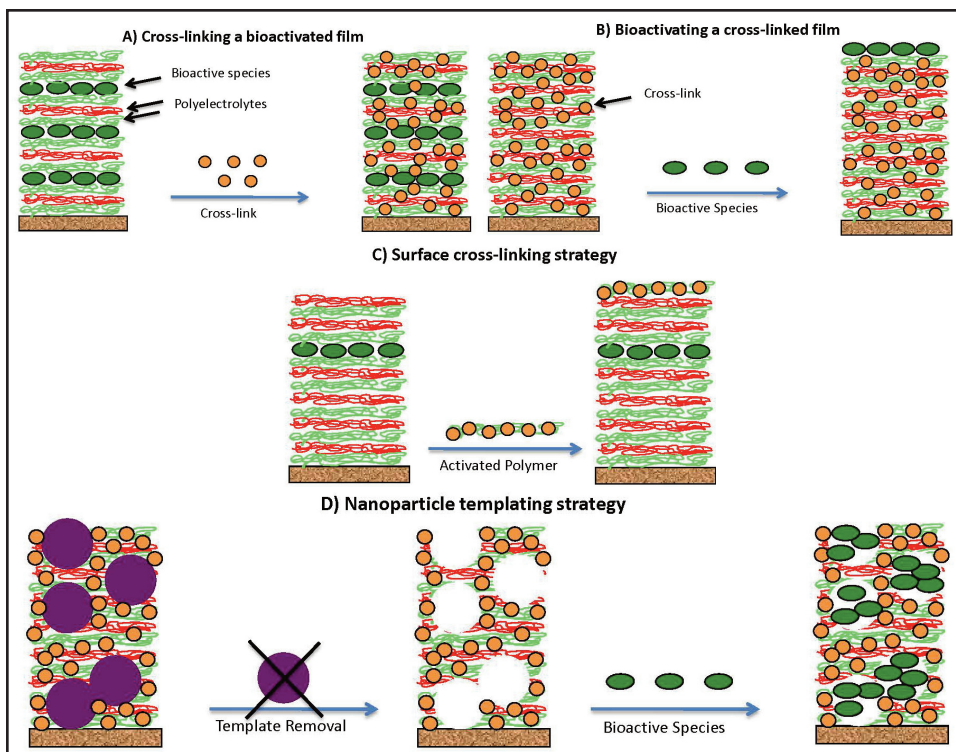 A) Cross-linking a bioactivated film
Bioactive species
Polyelectrolytes
Cross-link
B) Bioactivating a cross-linked film
Cross-link
Bioactive Species
C) Surface cross-linking strategy
Activated Polymer
D) Nanoparticle templating strategy
Template Removal
Bioactive Species